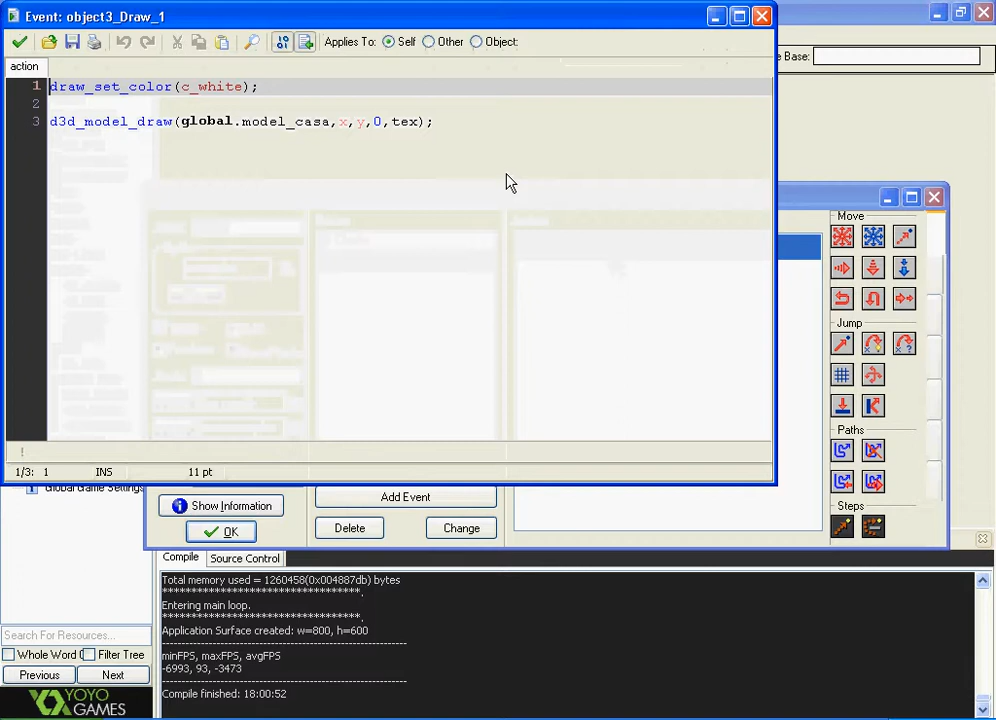 Event: object3_Draw_1
Applies To: Self Other Object:
e Base:
action
1 draw_set_color(c_white);
2
3 d3d_model_draw(global.model_casa,x,y,0,tex);
!
1/3: 1 INS 11 pt
Move
Jump
Paths
Steps
Global Game Settings
Show Information
Add Event
OK
Delete
Change
Compile Source Control
Total memory used = 1260458(0x004887db) bytes
***********************************.
Entering main loop.
***********************************.
Application Surface created: w=800, h=600
minFPS, maxFPS, avgFPS
-6993, 93, -3473
Compile finished: 18:00:52
Search For Resources...
Whole Word Filter Tree
Previous Next
YOYO
GAMES